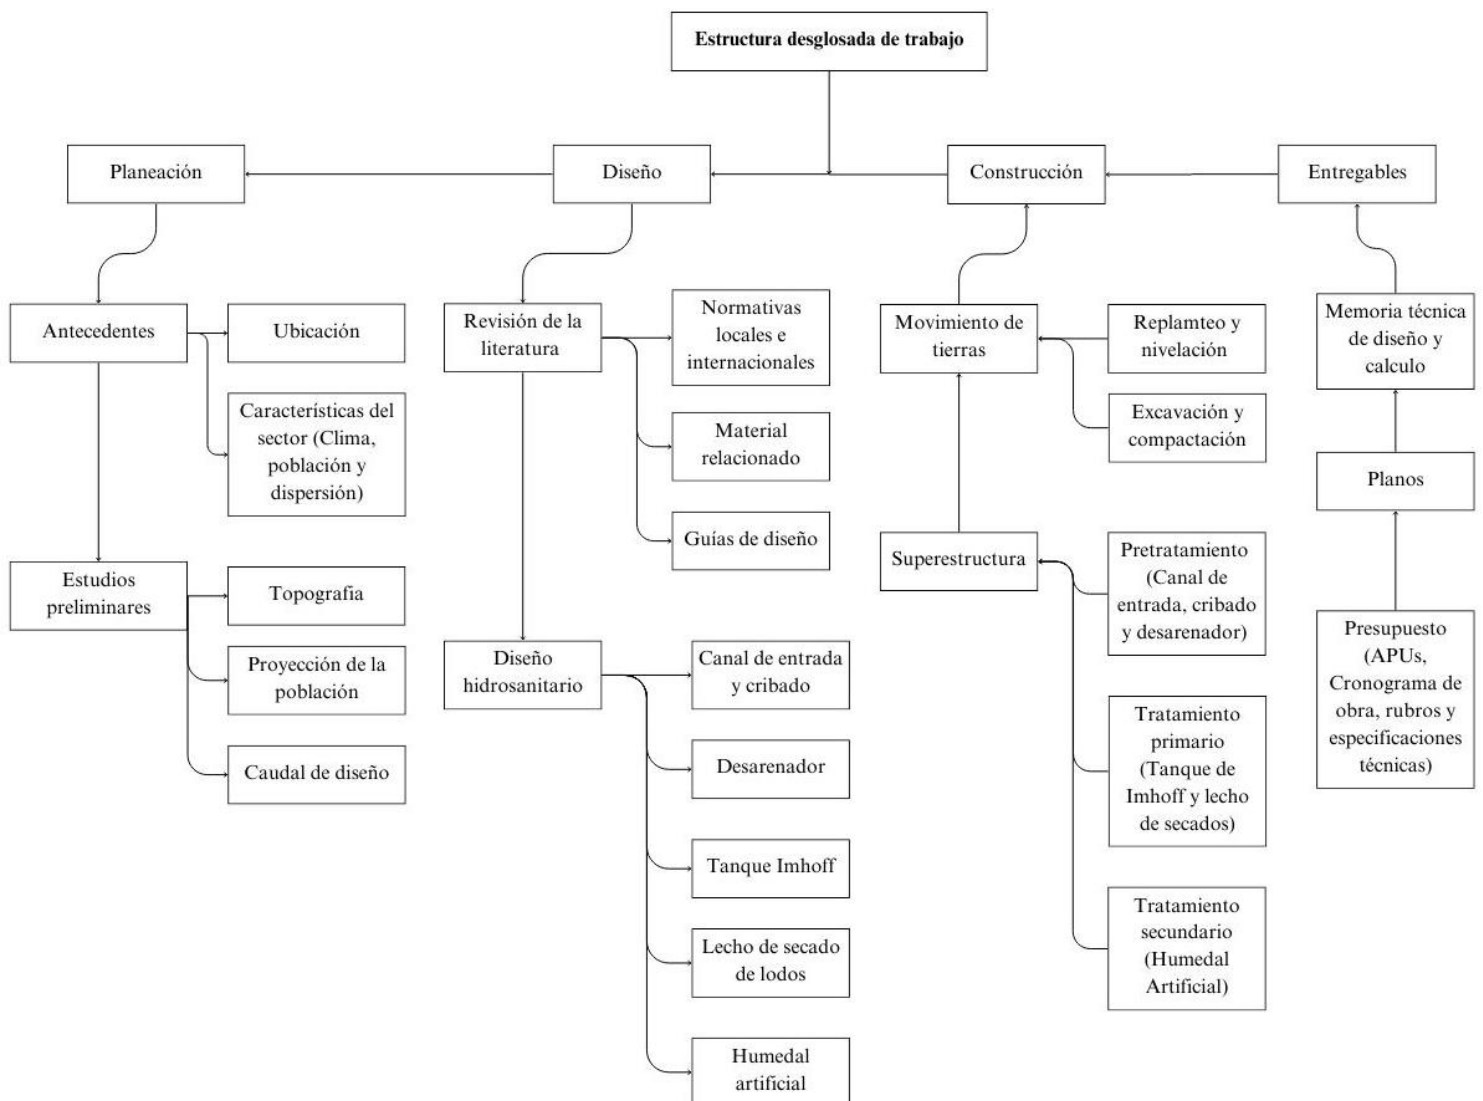 Estructura desglosada de trabajo
Planeación
Diseño
Construcción
Entregables
Antecedentes
Ubicación
Características del
sector (Clima,
población y
dispersión)
Estudios
preliminares
Topografía
Proyección de la
población
Caudal de diseño
Revisión de la
literatura
Normativas
locales e
internacionales
Material
relacionado
Guías de diseño
Diseño
hidrosanitario
Canal de entrada
y cribado
Desarenador
Tanque Imhoff
Lecho de secado
de lodos
Humedal
artificial
Movimiento de
tierras
Replamteo y
nivelación
Excavación y
compactación
Superestructura
Pretratamiento
(Canal de
entrada, cribado
y desarenador)
Tratamiento
primario
(Tanque de
Imhoff y lecho
de secados)
Tratamiento
secundario
(Humedal
Artificial)
Memoria técnica
de diseño y
calculo
Planos
Presupuesto
(APUs,
Cronograma de
obra, rubros y
especificaciones
técnicas)